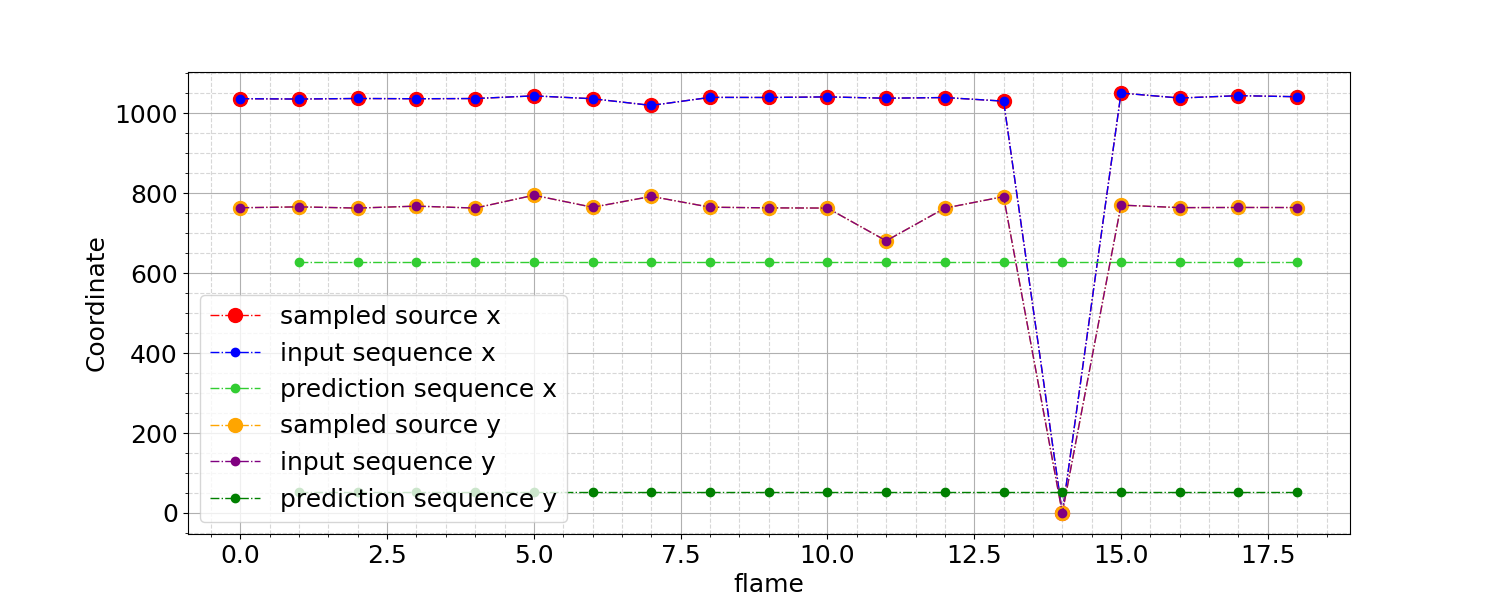 1000
800
600
400
200
0
Coordinate
sampled source x
input sequence x
prediction sequence x
sampled source y
input sequence y
prediction sequence y
0.0 2.5 5.0 7.5 10.0 12.5 15.0 17.5
flame